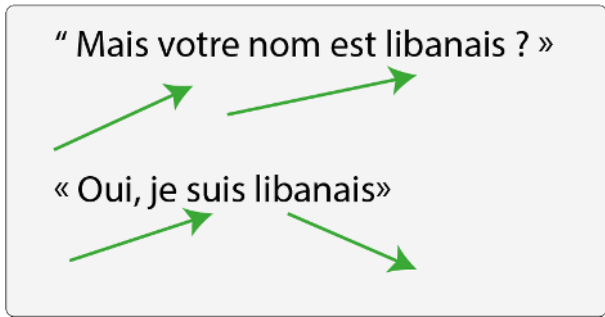 “ Mais votre nom est libanais ? »
« Oui, je suis libanais»